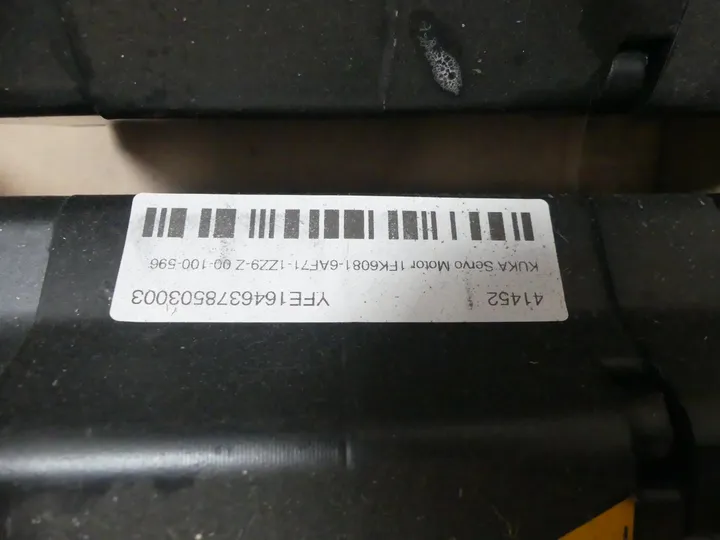 41452 YFE1646378503003
KUKA Servo Motor 1FK6081-6AF71-1ZZ9-Z 00-100-596